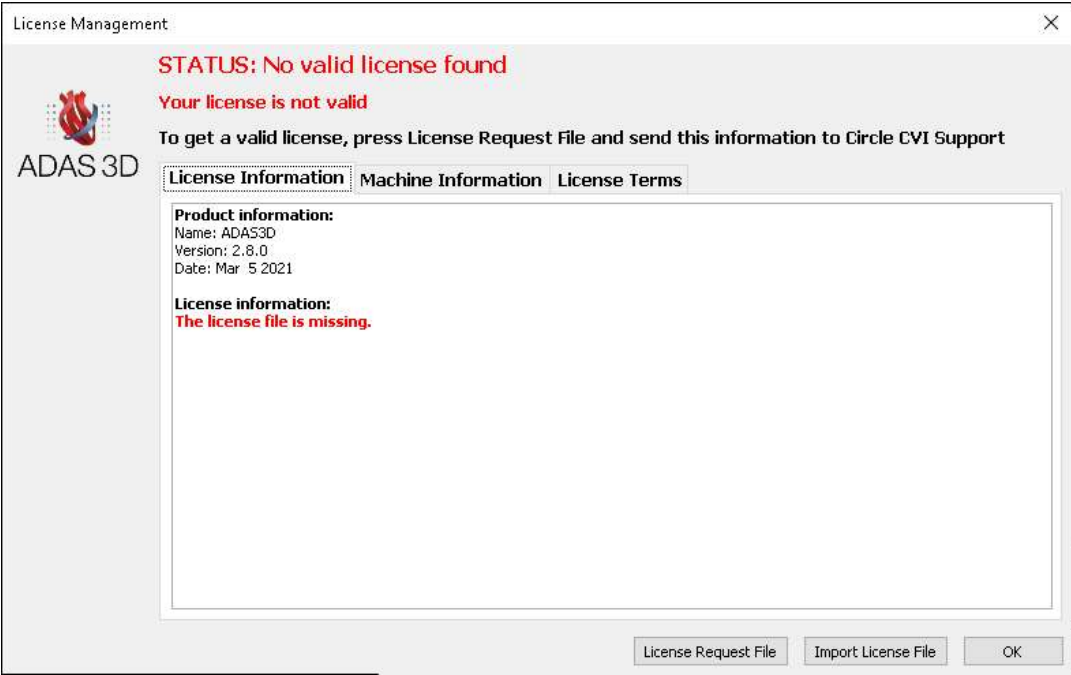 License Management
STATUS: No valid license found
Your license is not valid
To get a valid license, press License Request File and send this information to Circle CVI Support
ADAS 3D
License Information Machine Information License Terms
Product information:
Name: ADAS3D
Version: 2.8.0
Date: Mar 5 2021
License information:
The license file is missing.
License Request File Import License File OK